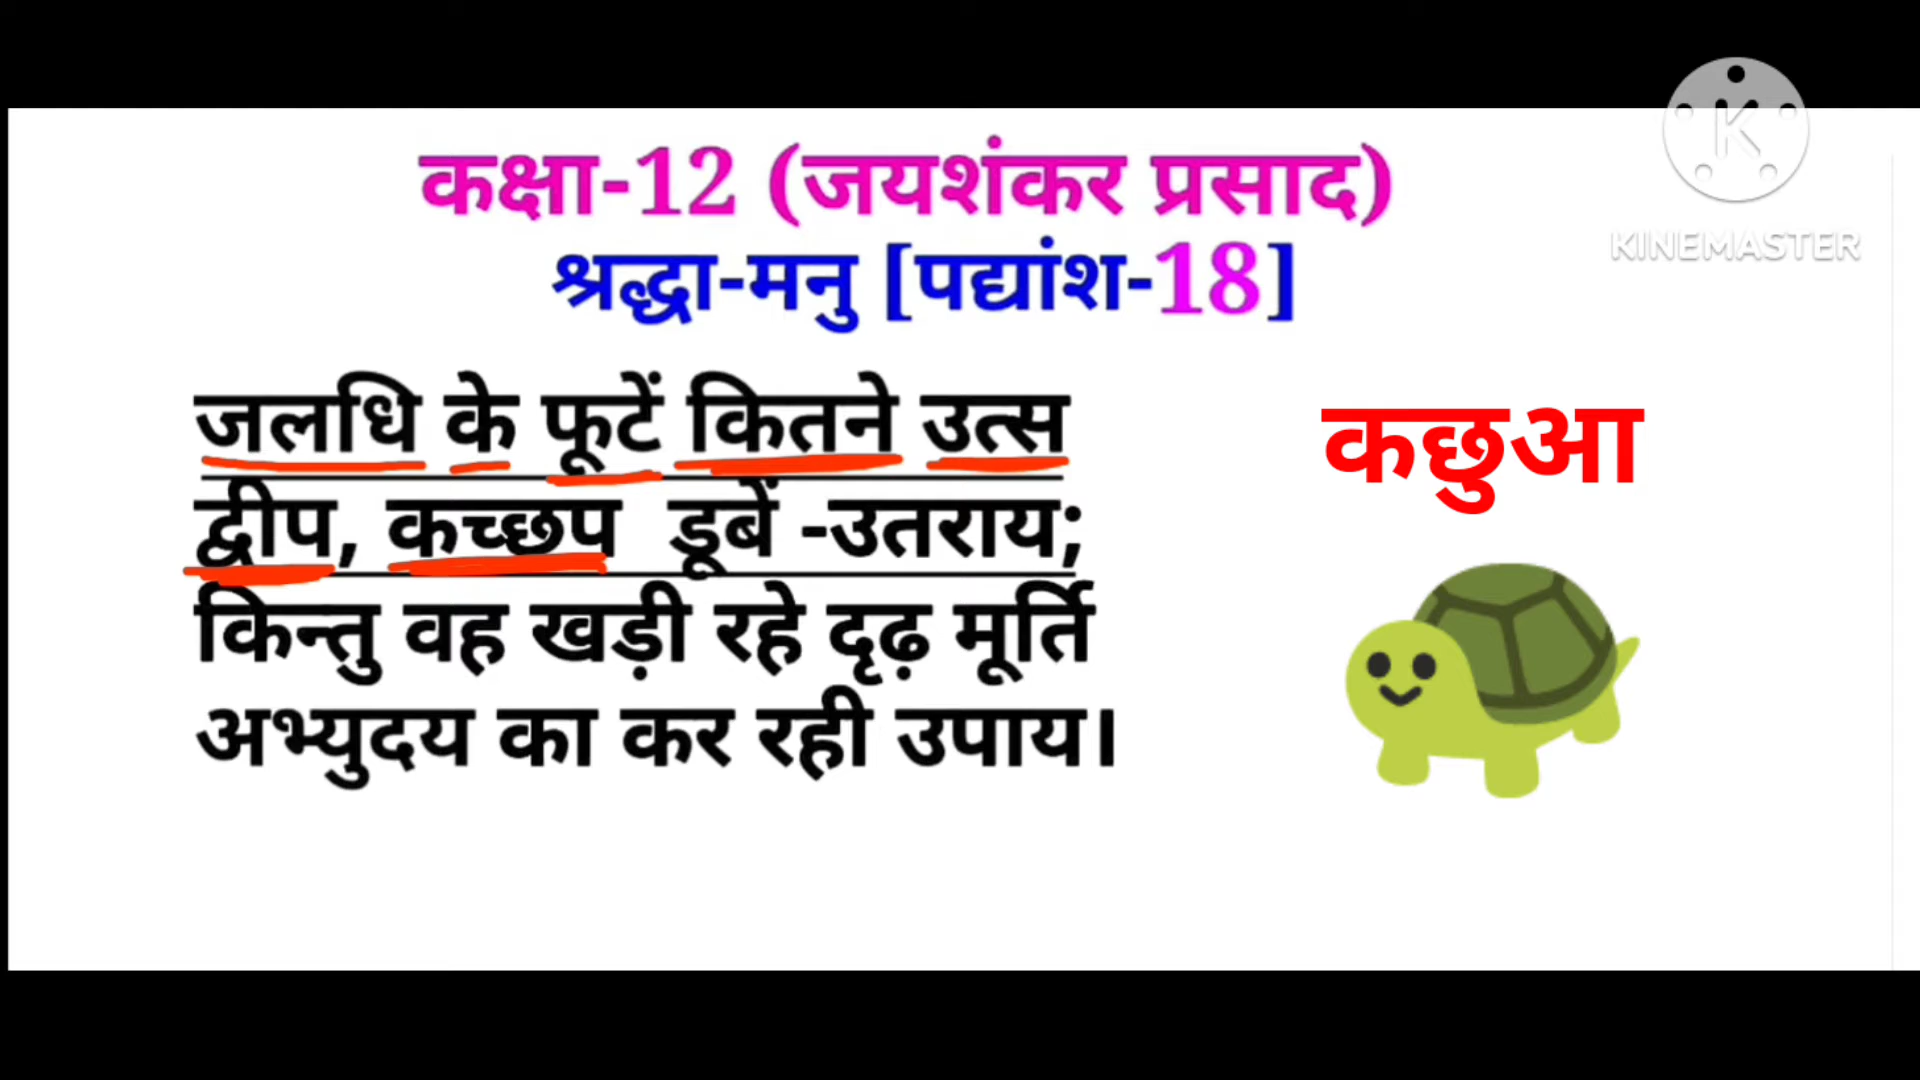 कक्षा-12 (जयशंकर प्रसाद)
श्रद्धा-मनु [पद्यांश-18]
जलधि के फूटें कितने उत्स
द्वीप, कच्छप डूबें -उतराय;
किन्तु वह खड़ी रहे दृढ़ मूर्ति
अभ्युदय का कर रही उपाय।
कछुआ
K
KINEMASTER